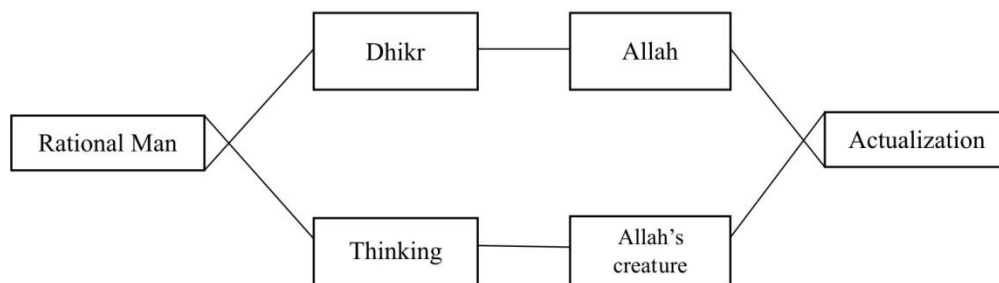 Dhikr
Allah
Rational Man
Actualization
Thinking
Allah’s
creature